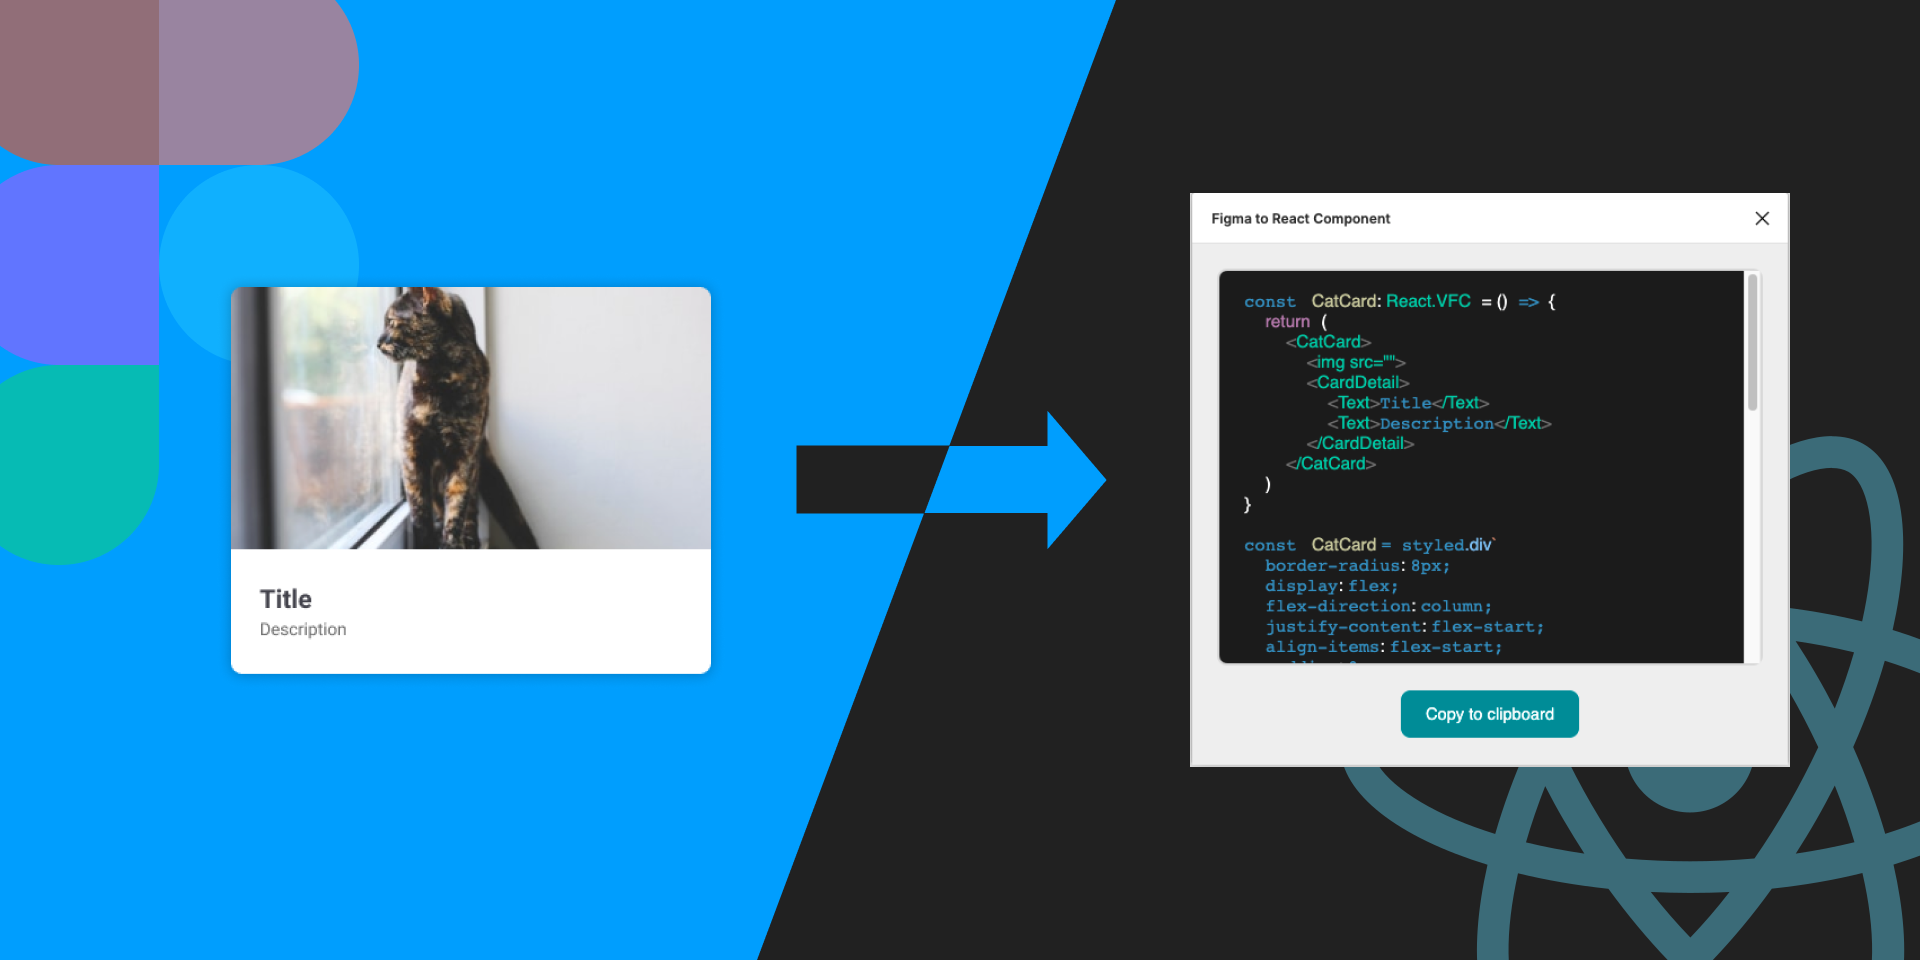 Title
Description
Figma to React Component
const CatCard: React.VFC = () => {
return (
<CatCard>
<img src="">
<CardDetail>
<Text>Title</Text>
<Text>Description</Text>
</CardDetail>
</CatCard>
)
}
const CatCard = styled.div`
border-radius: 8px;
display: flex;
flex-direction: column;
justify-content: flex-start;
align-items: flex-start;
Copy to clipboard